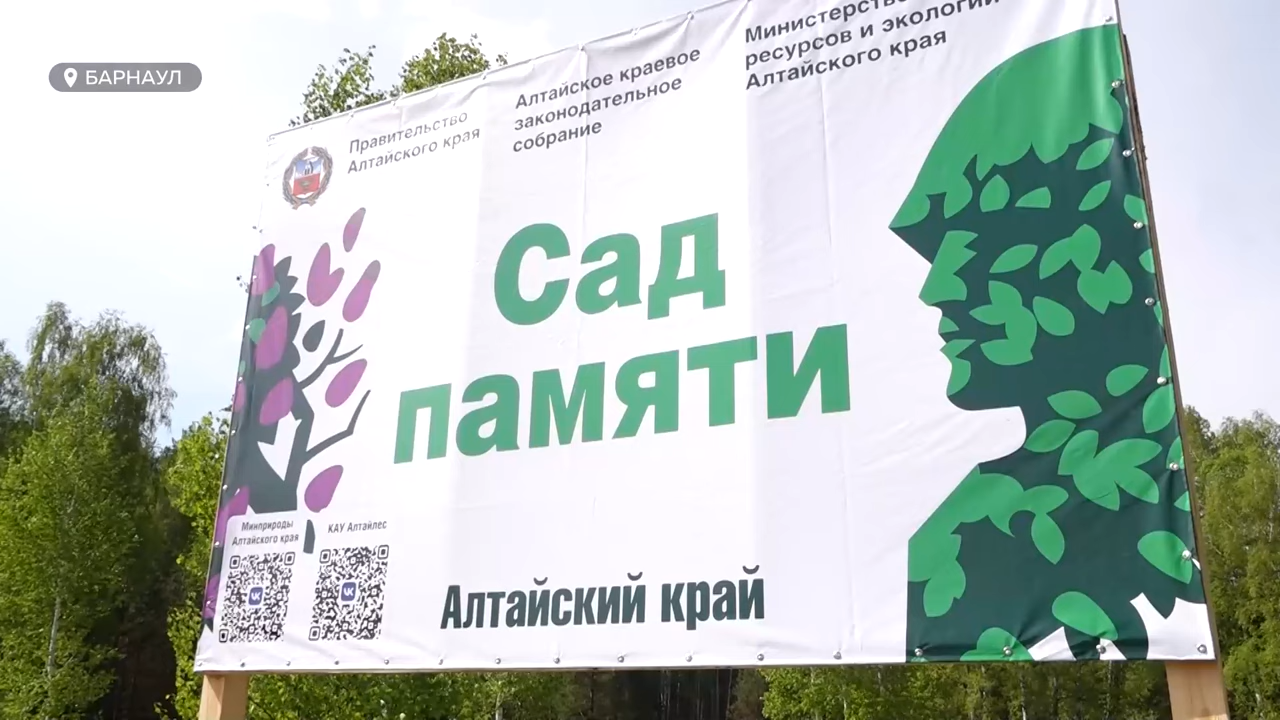 БАРНАУЛ
Правительство
Алтайского края
Алтайское краевое
законодательное
собрание
Министерство
ресурсов и экологии
Алтайского края
Сад
памяти
Минприроды
Алтайского края
КАУ Алтайлес
Алтайский край